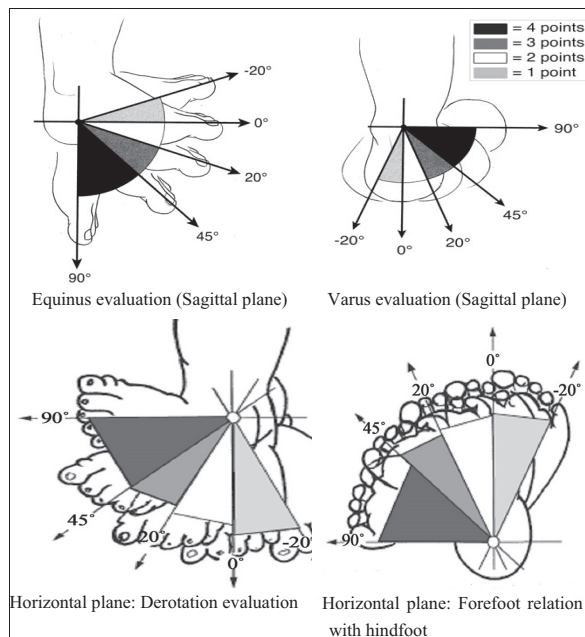 = 4 points
= 3 points
= 2 points
= 1 point
-20°
0°
20°
45°
90°
90°
45°
20°
0°
-20°
Equinus evaluation (Sagittal plane)
Varus evaluation (Sagittal plane)
90°
45°
20°
0°
-20°
0°
20°
-20°
45°
90°
Horizontal plane: Derotation evaluation
Horizontal plane: Forefoot relation
with hindfoot